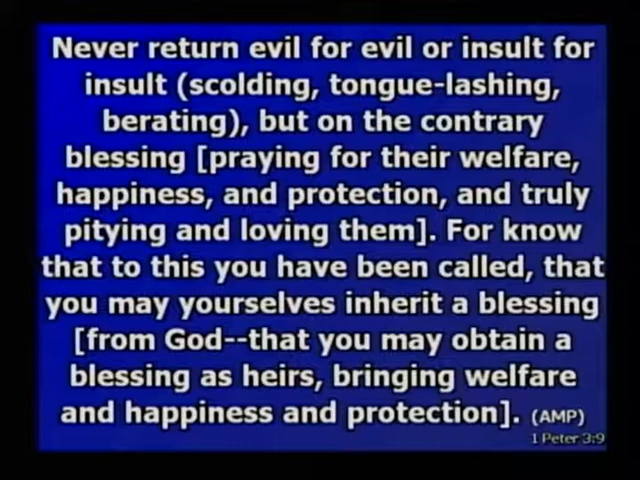 Never return evil for evil or insult for
insult (scolding, tongue-lashing,
berating), but on the contrary
blessing [praying for their welfare,
happiness, and protection, and truly
pitying and loving them]. For know
that to this you have been called, that
you may yourselves inherit a blessing
[from God--that you may obtain a
blessing as heirs, bringing welfare
and happiness and protection]. (AMP)
1 Peter 3:9